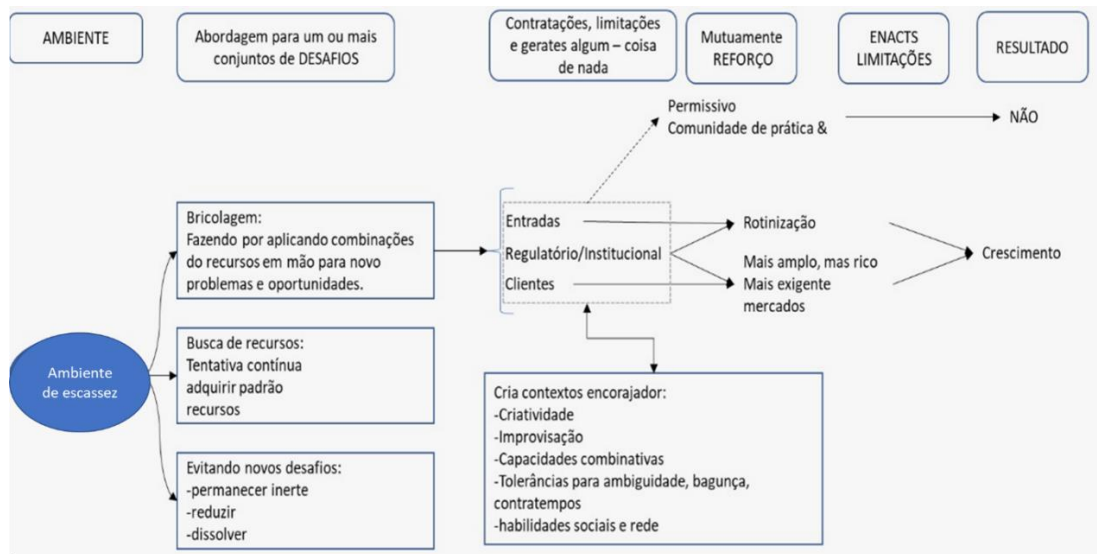 AMBIENTE
Abordagem para um ou mais
conjuntos de DESAFIOS
Contratações, limitações
e gerates algum – coisa
de nada
Mutuamente
REFORÇO
ENACTS
LIMITAÇÕES
RESULTADO
Permissivo
Comunidade de prática &
NÃO
Bricolagem:
Fazendo por aplicando combinações
do recursos em mão para novo
problemas e oportunidades.
Entradas
Regulatório/Institucional
Clientes
Rotinização
Mais amplo, mas rico
Mais exigente
mercados
Crescimento
Ambiente
de escassez
Busca de recursos:
Tentativa contínua
adquirir padrão
recursos
Cria contextos encorajador:
-Criatividade
-Improvisação
-Capacidades combinativas
-Tolerâncias para ambiguidade, bagunça,
contratempos
-habilidades sociais e rede
Evitando novos desafios:
-permanecer inerte
-reduzir
-dissolver